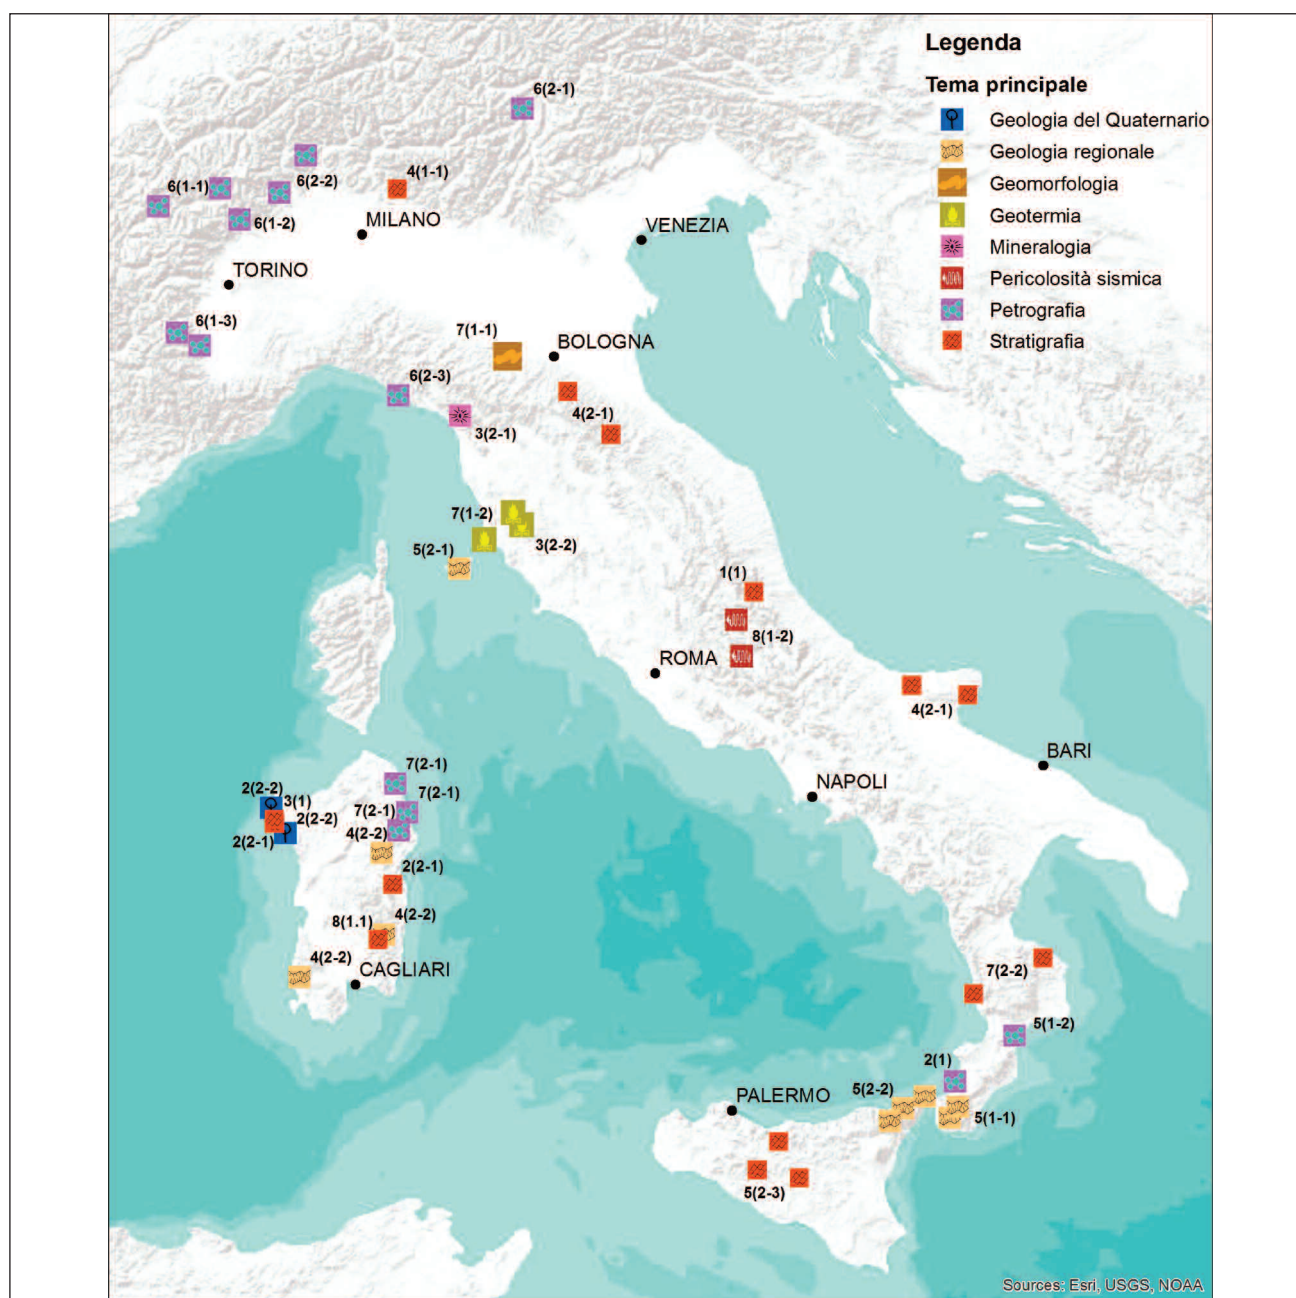 Legenda
Tema principale
Geologia del Quaternario
Geologia regionale
Geomorfologia
Geotermia
Mineralogia
Pericolosità sismica
Petrografia
Stratigrafia
6(2-1)
6(2-2)
4(1-1)
6(1-1)
6(1-2)
MILANO
VENEZIA
TORINO
6(1-3)
7(1-1)
BOLOGNA
6(2-3)
4(2-1)
3(2-1)
7(1-2)
3(2-2)
5(2-1)
1(1)
8(1-2)
ROMA
4(2-1)
BARI
NAPOLI
7(2-1)
2(2-2)
3(1)
7(2-1)
7(2-1)
2(2-2)
2(2-1)
4(2-2)
2(2-1)
8(1.1)
4(2-2)
4(2-2)
CAGLIARI
7(2-2)
5(1-2)
2(1)
5(2-2)
PALERMO
5(1-1)
5(2-3)
Sources: Esri, USGS, NOAA